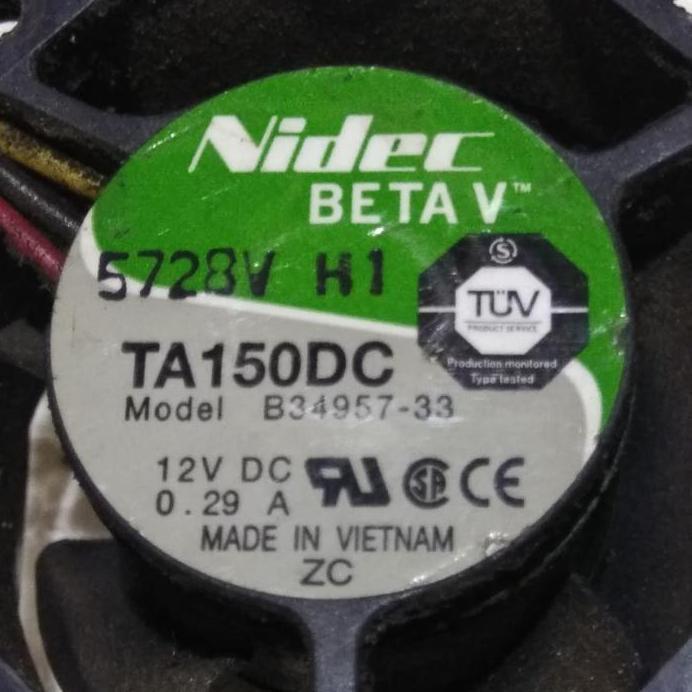 Nidec
BETA V™
5728V H1
S
TÜV
PRODUCT SERVICE
Production monitored
Type tested
TA150DC
Model B34957-33
12V DC
0.29 A
MADE IN VIETNAM
ZC